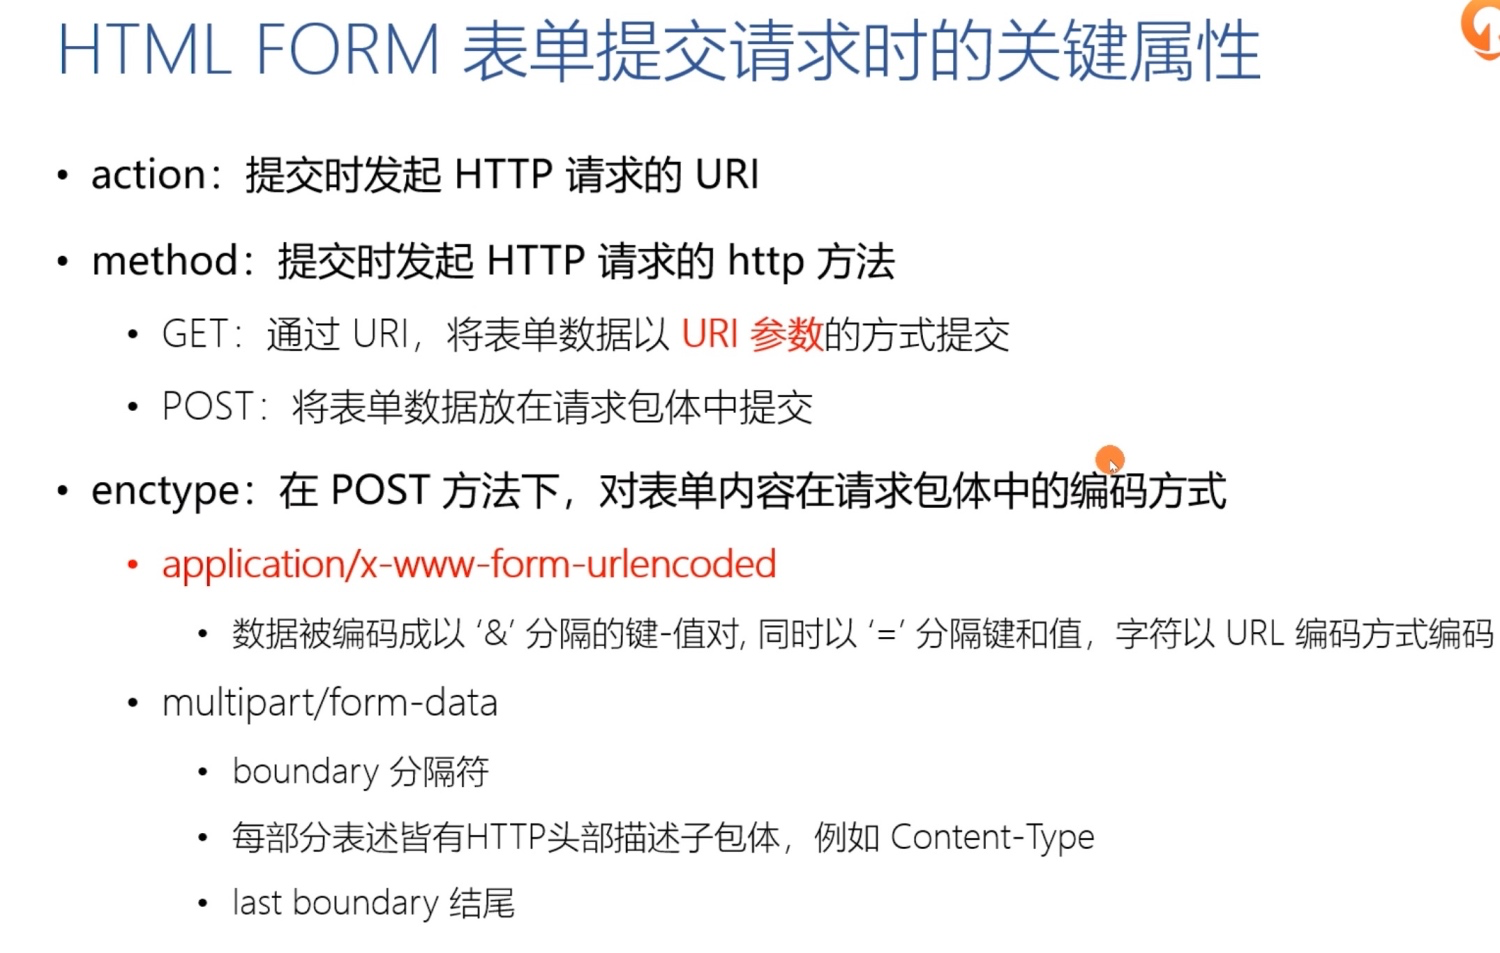 HTML FORM 表单提交请求时的关键属性
• action：提交时发起 HTTP 请求的 URI
• method：提交时发起 HTTP 请求的 http 方法
• GET：通过 URI，将表单数据以 URI 参数的方式提交
• POST：将表单数据放在请求包体中提交
• enctype：在 POST 方法下，对表单内容在请求包体中的编码方式
• application/x-www-form-urlencoded
• 数据被编码成以 ‘&’ 分隔的键-值对, 同时以 ‘=’ 分隔键和值，字符以 URL 编码方式编码
• multipart/form-data
• boundary 分隔符
• 每部分表述皆有HTTP头部描述子包体，例如 Content-Type
• last boundary 结尾